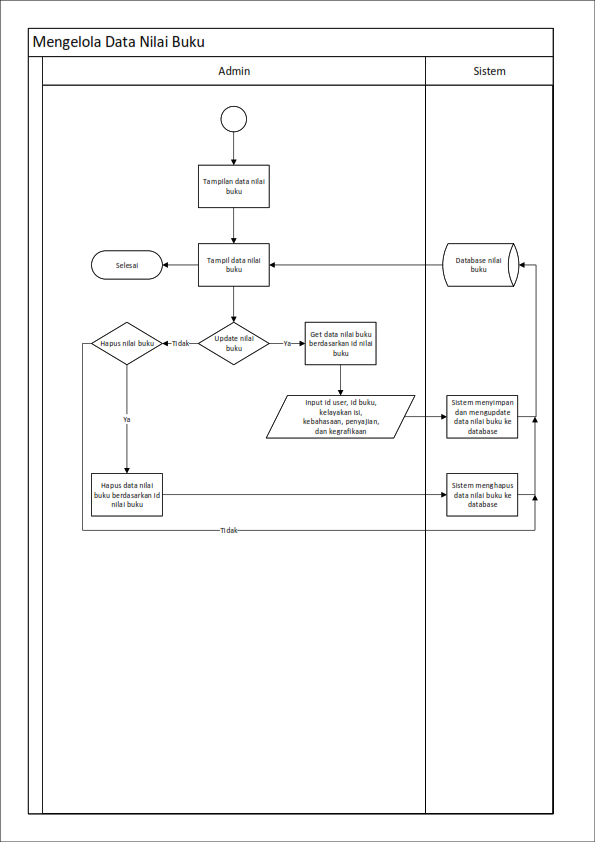 Mengelola Data Nilai Buku
Admin
Sistem
Tampilan data nilai
buku
Selesai
Tampil data nilai
buku
Database nilai
buku
Hapus nilai buku
Tidak
Update nilai
buku
Ya
Get data nilai buku
berdasarkan id nilai
buku
Input id user, id buku,
kelayakan isi,
kebahasaan, penyajian,
dan kegrafikaan
Sistem menyimpan
dan mengupdate
data nilai buku ke
database
Ya
Hapus data nilai
buku berdasarkan id
nilai buku
Sistem menghapus
data nilai buku ke
database
Tidak